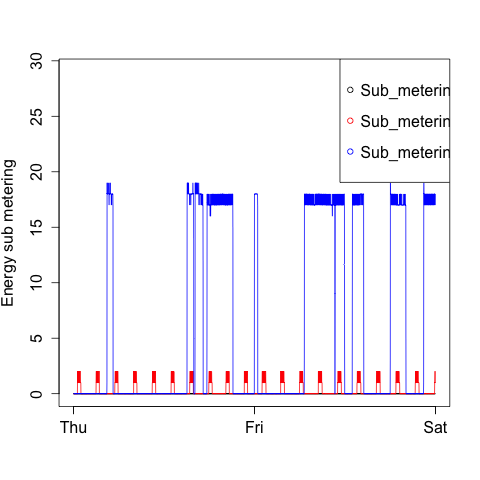 Energy sub metering
30
25
20
15
10
5
0
Sub_meterin
Sub_meterin
Sub_meterin
Thu Fri Sat